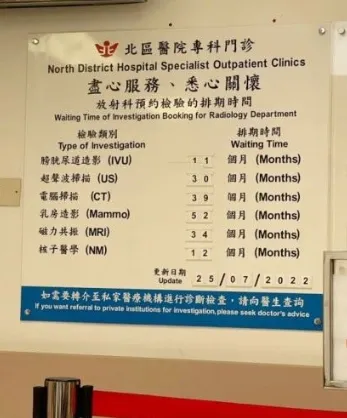 北區醫院專科門診
North District Hospital Specialist Outpatient Clinics
盡心服務、悉心關懷
放射科預約檢驗的排期時間
Waiting Time of Investigation Booking for Radiology Department
檢驗類別 排期時間
Type of Investigation Waiting Time
膀胱尿道造影 (IVU) 11 個月 (Months)
超聲波掃描 (US) 30 個月 (Months)
電腦掃描 (CT) 39 個月 (Months)
乳房造影 (Mammo) 52 個月 (Months)
磁力共振 (MRI) 34 個月 (Months)
核子醫學 (NM) 12 個月 (Months)
更新日期
Update 25/07/2022
如需要轉介至私家醫療機構進行診斷檢查，請向醫生查詢
If you want referral to private institutions for investigation,please seek doctor's advice